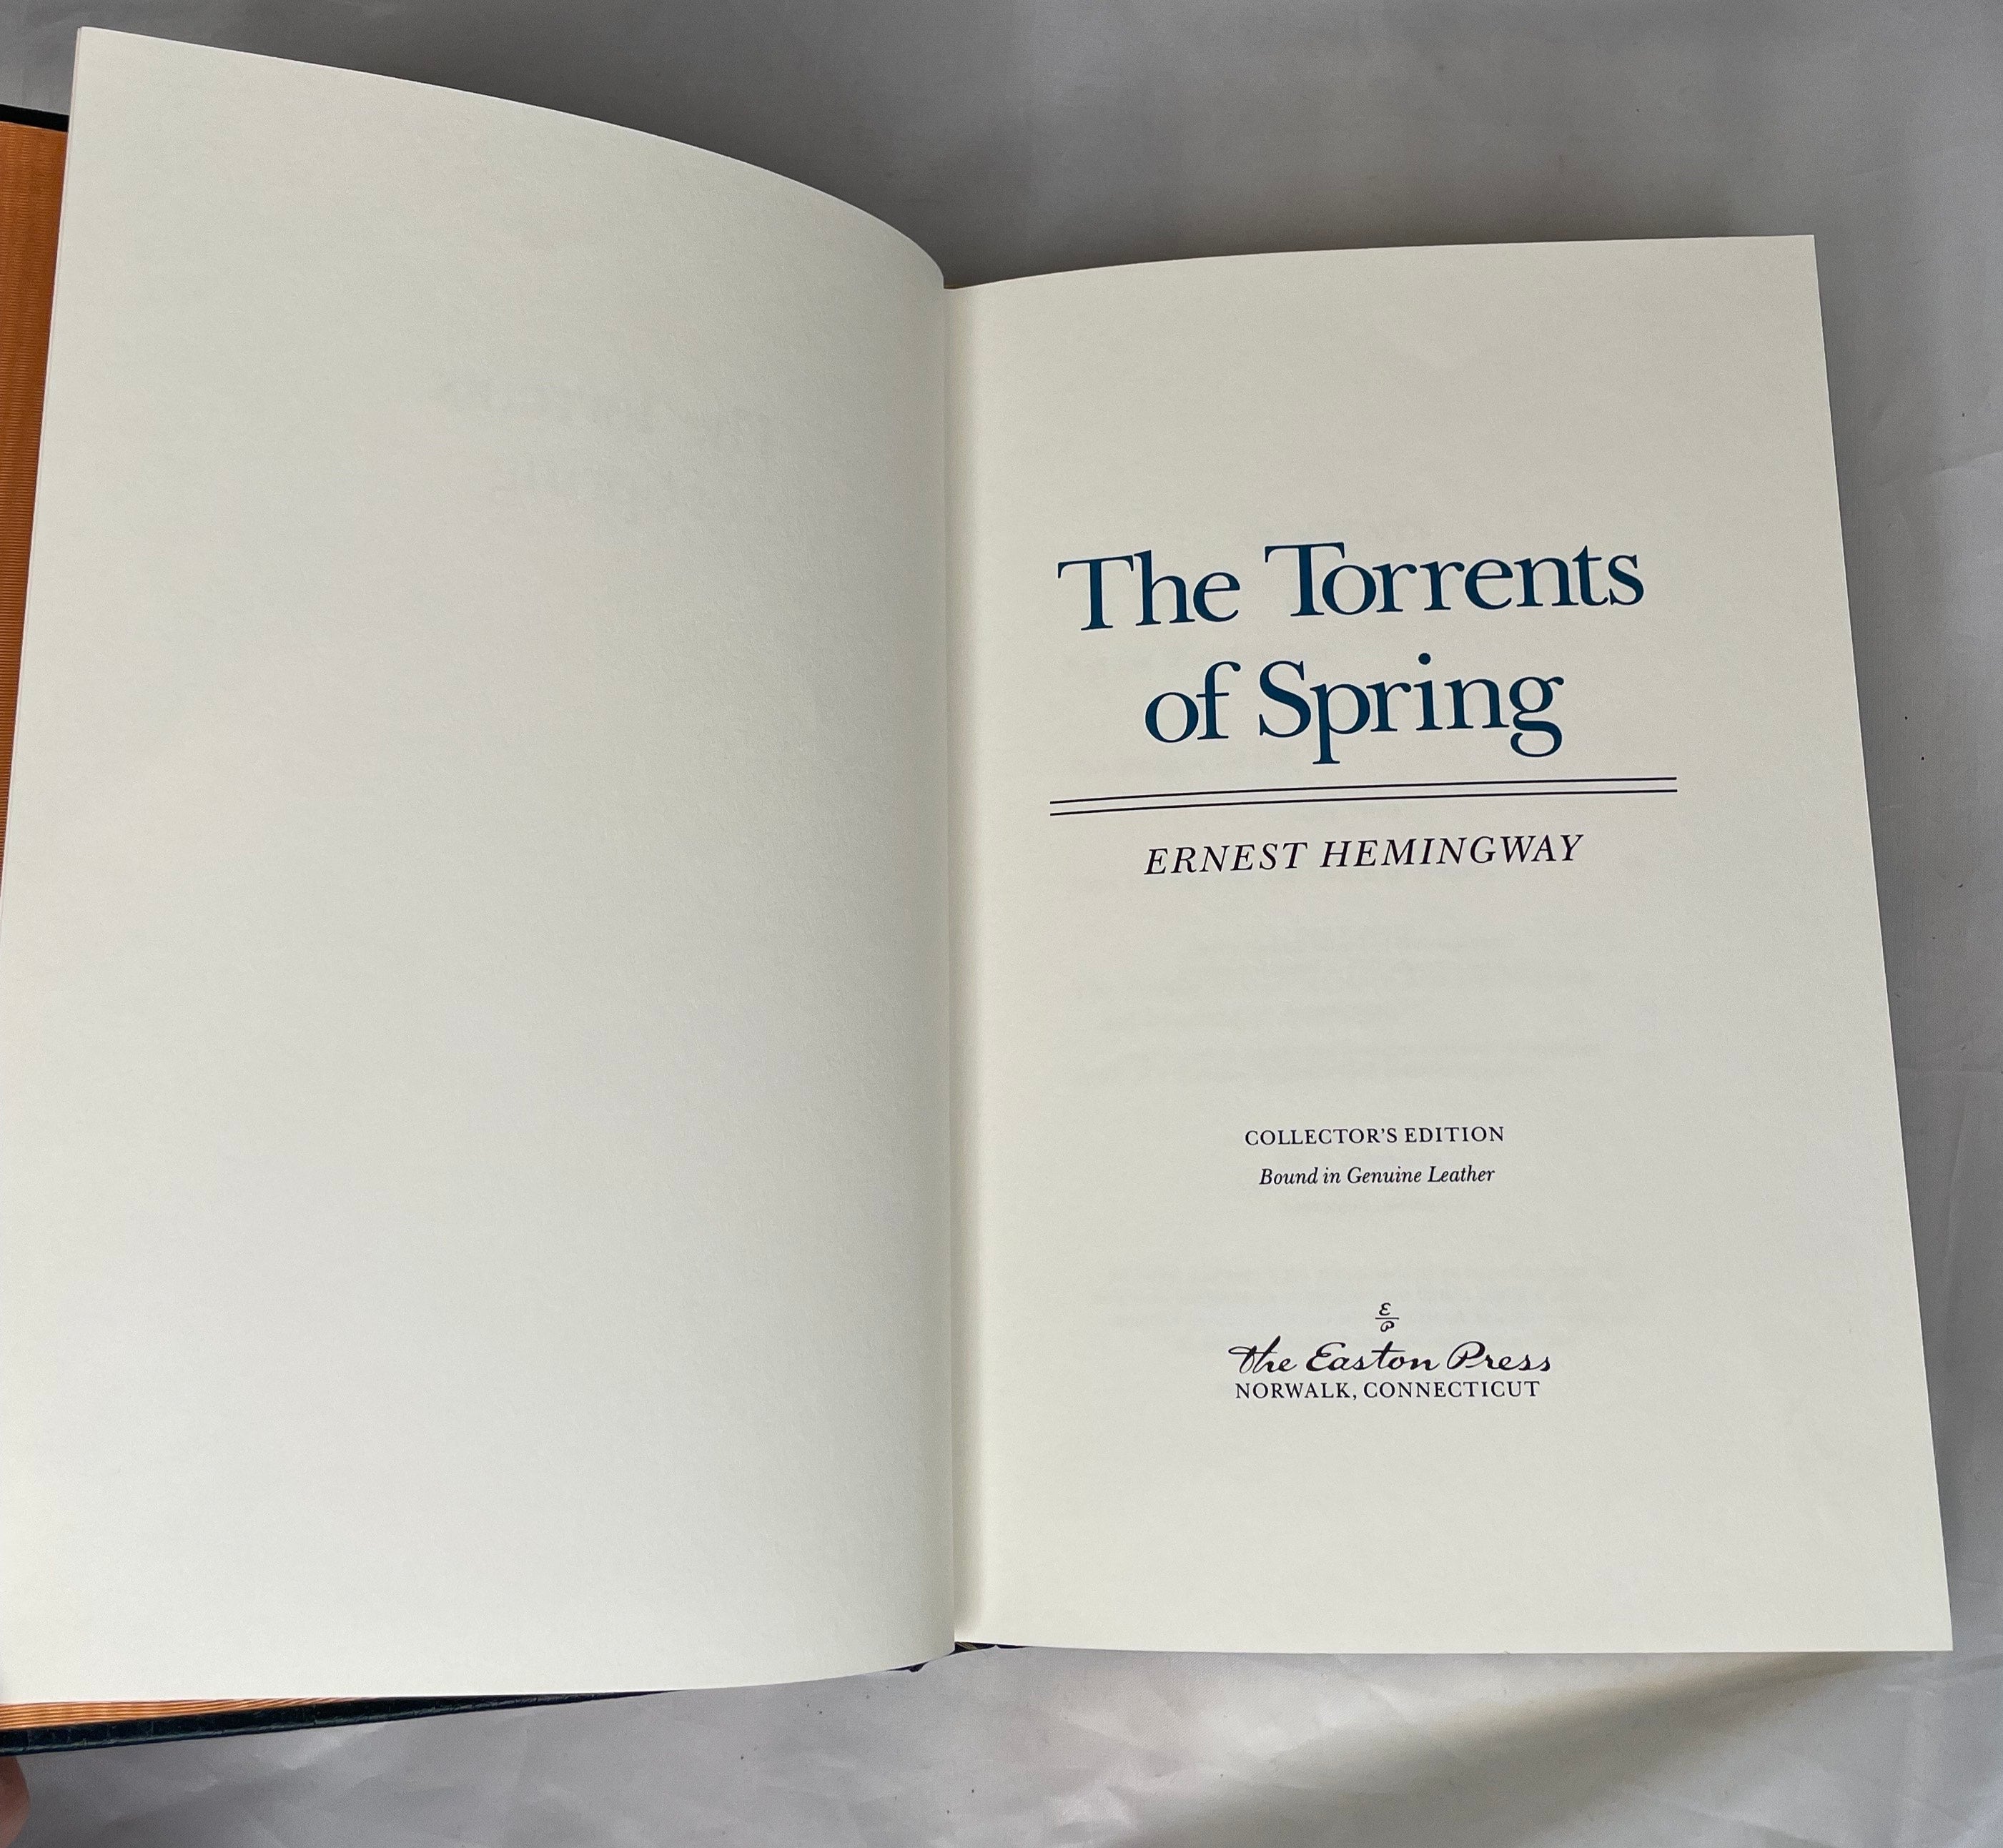 The Torrents
of Spring
ERNEST HEMINGWAY
COLLECTOR'S EDITION
Bound in Genuine Leather
E
P
The Easton Press
NORWALK, CONNECTICUT